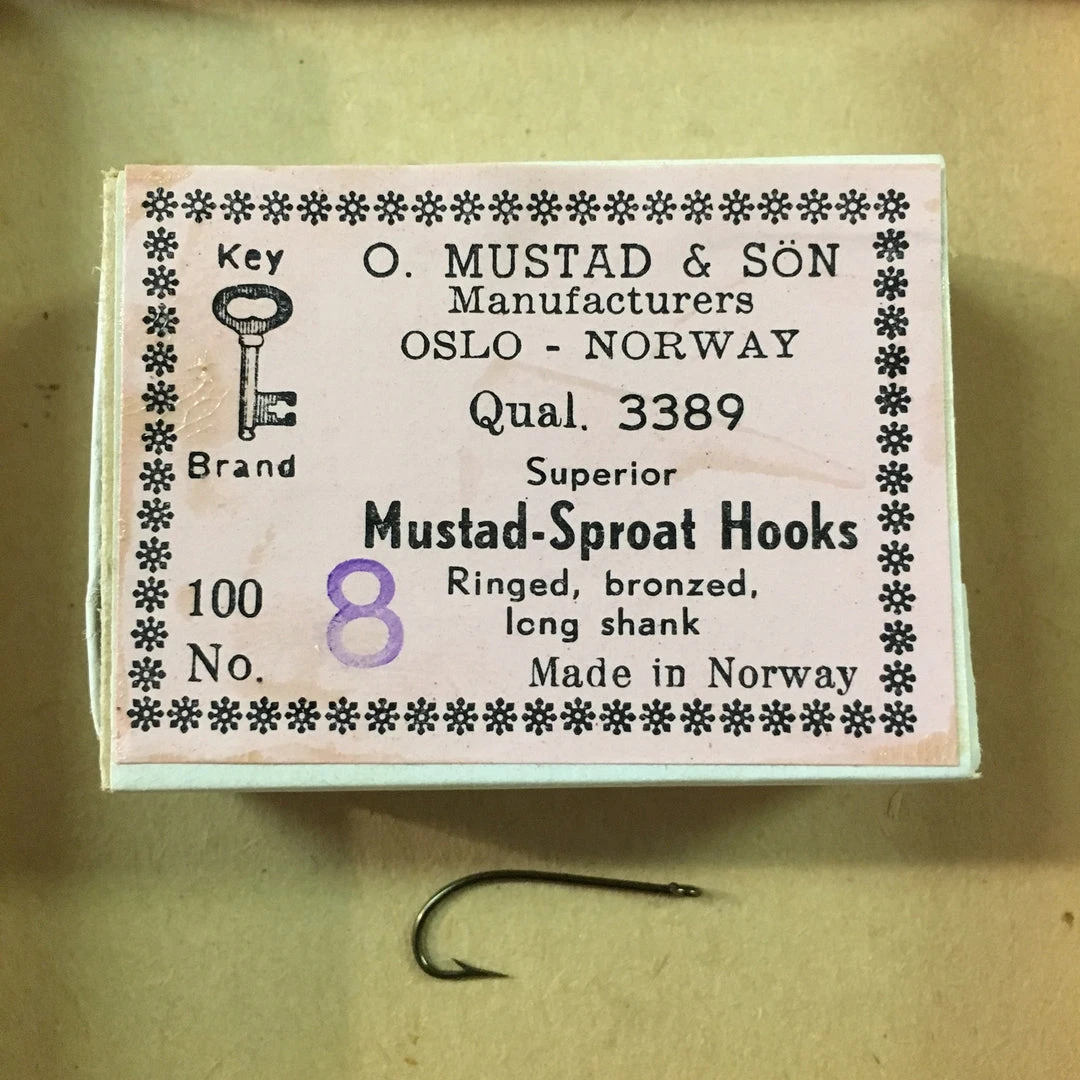 Key
Brand
O. MUSTAD & SÖN
Manufacturers
OSLO - NORWAY
Qual. 3389
Superior
Mustad-Sproat Hooks
Ringed, bronzed,
long shank
100
No. 8
Made in Norway